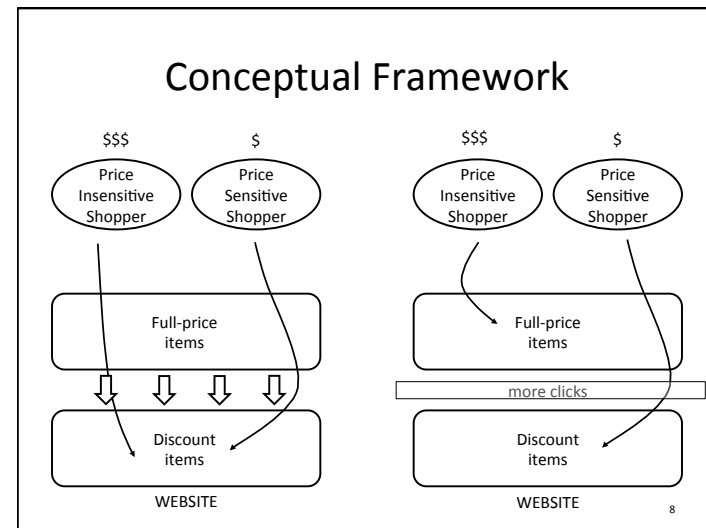 Conceptual Framework
$$$
$
Price
Insensitive
Shopper
Price
Sensitive
Shopper
Full-price
items
Discount
items
WEBSITE
$$$
$
Price
Insensitive
Shopper
Price
Sensitive
Shopper
Full-price
items
more clicks
Discount
items
WEBSITE
8